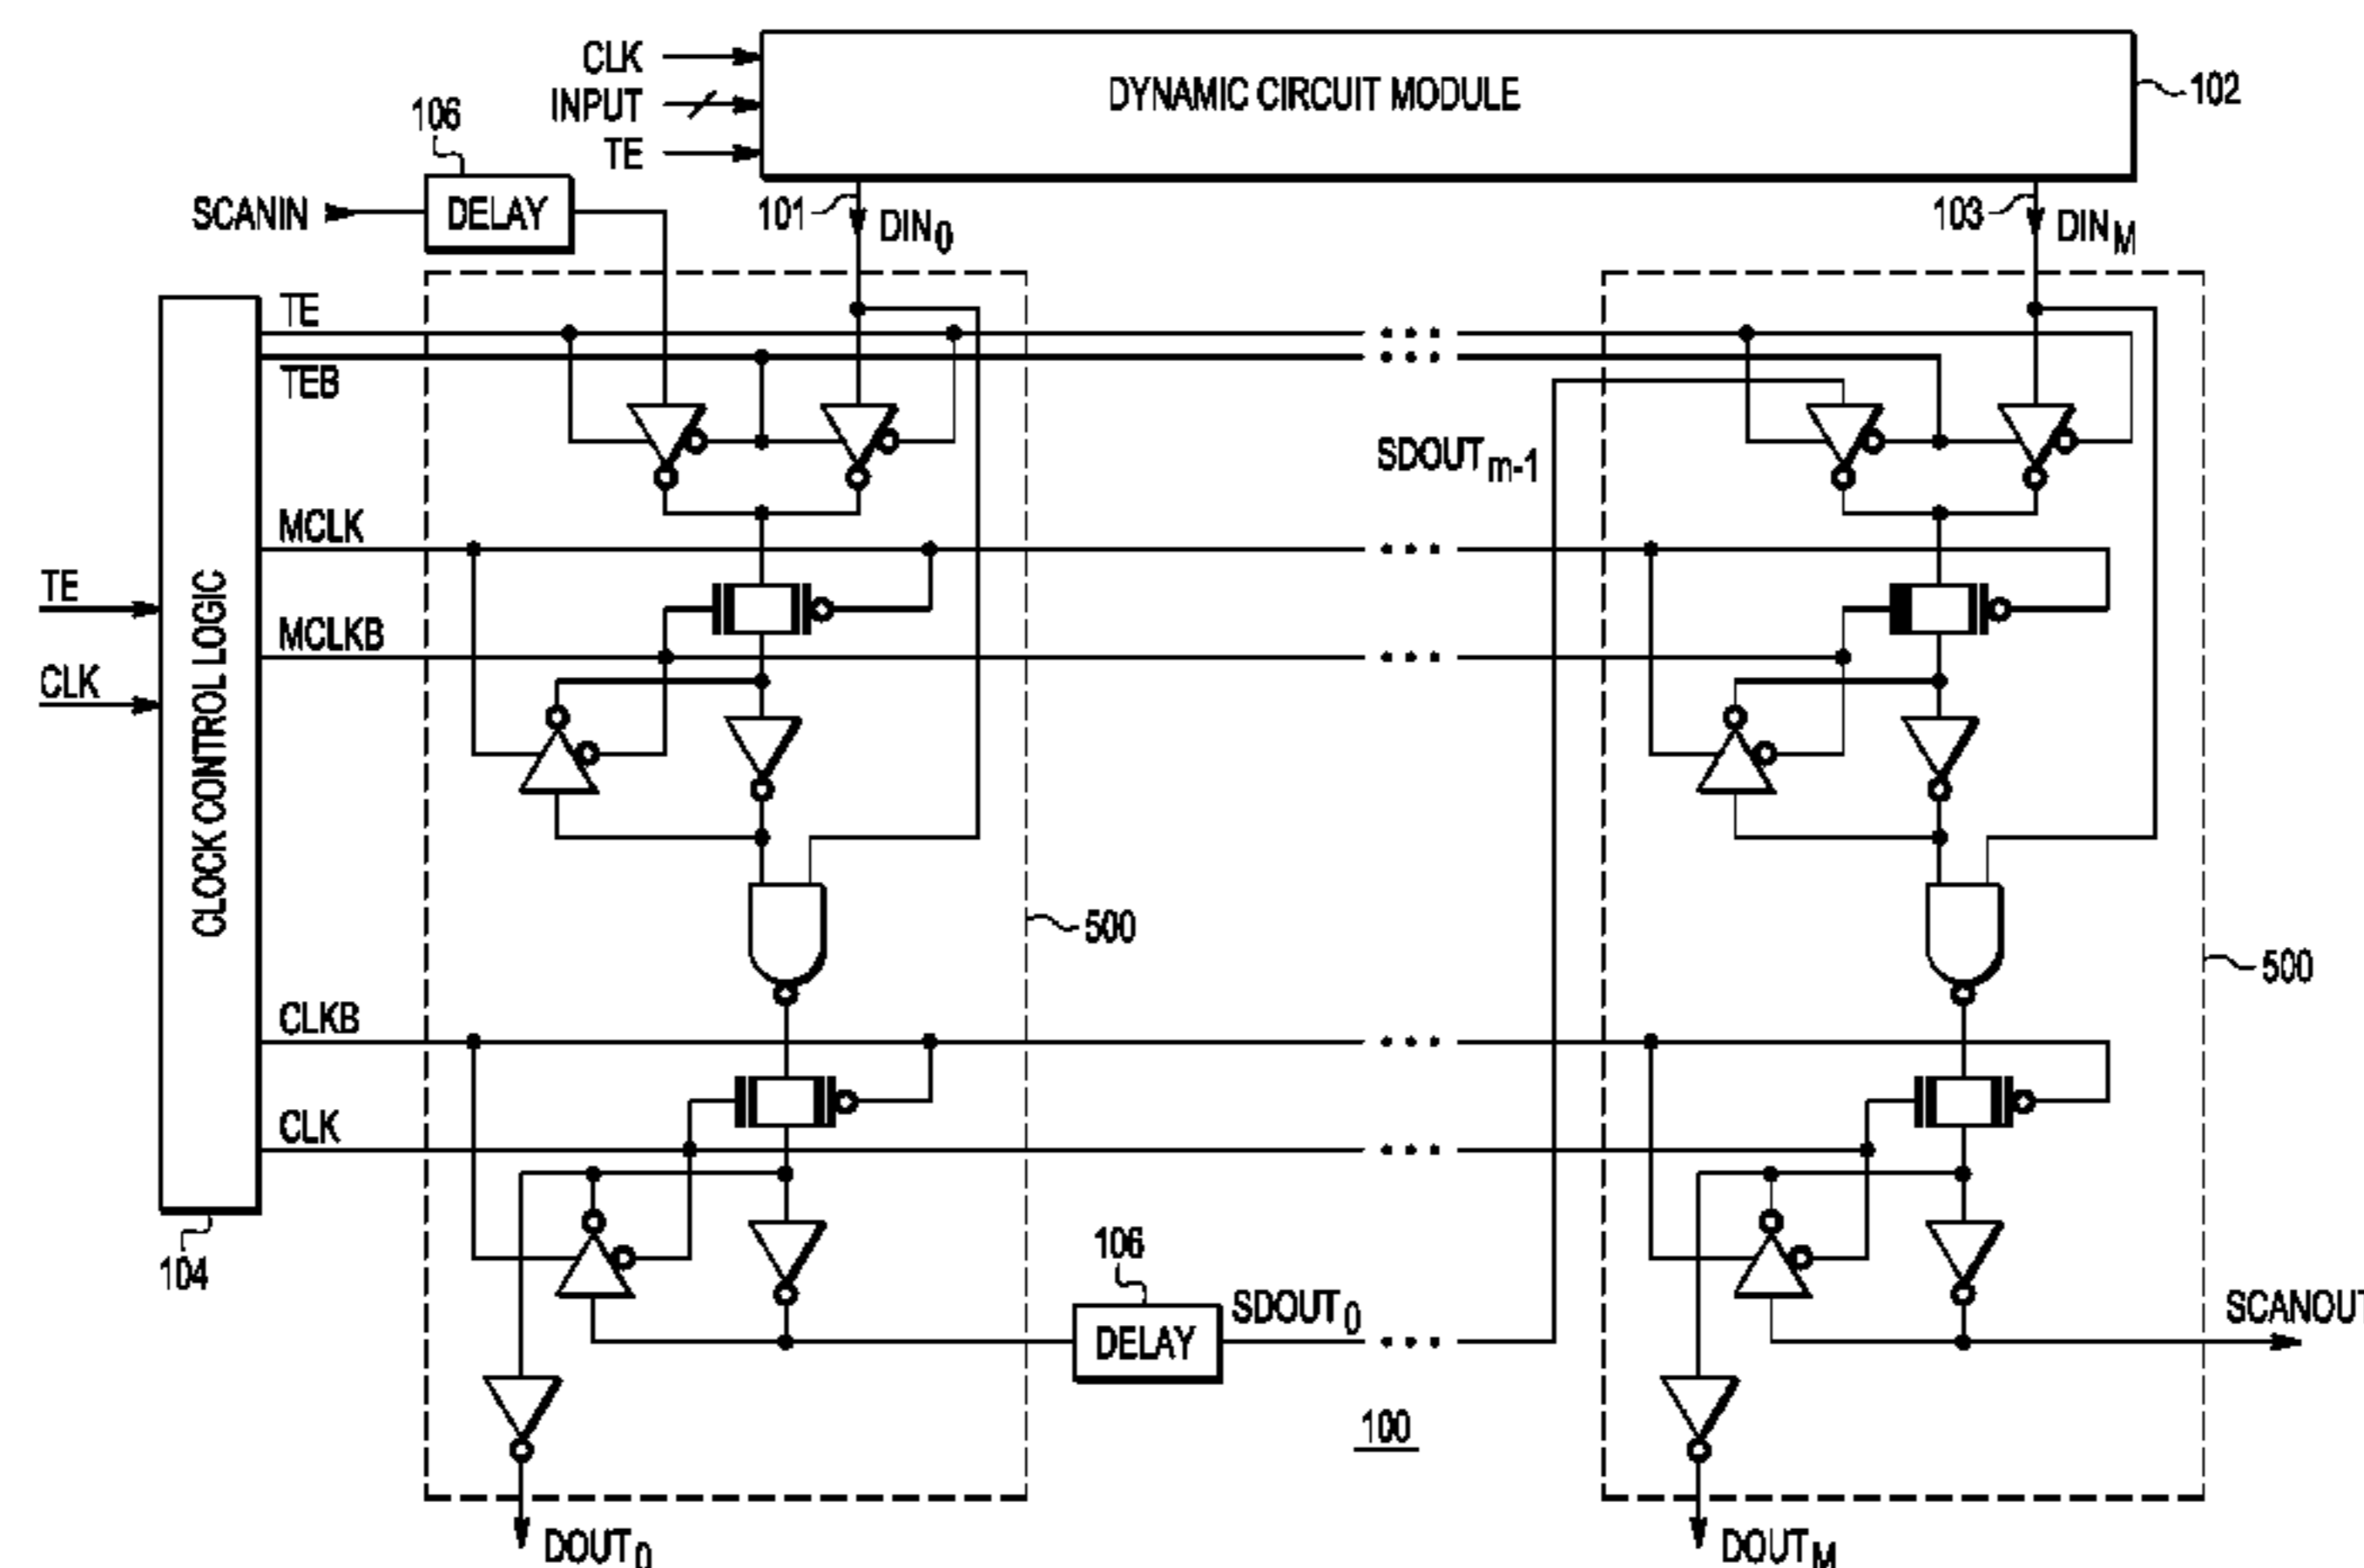 CLK
INPUT
TE
DYNAMIC CIRCUIT MODULE
102
106
SCANIN
DELAY
101
DIN0
103
DINM
TE
TEB
SDOUTm-1
MCLK
MCLKB
TE
CLK
CLOCK CONTROL LOGIC
500
500
CLKB
CLK
104
106
DELAY
SDOUT0
SCANOUT
100
DOUT0
DOUTM